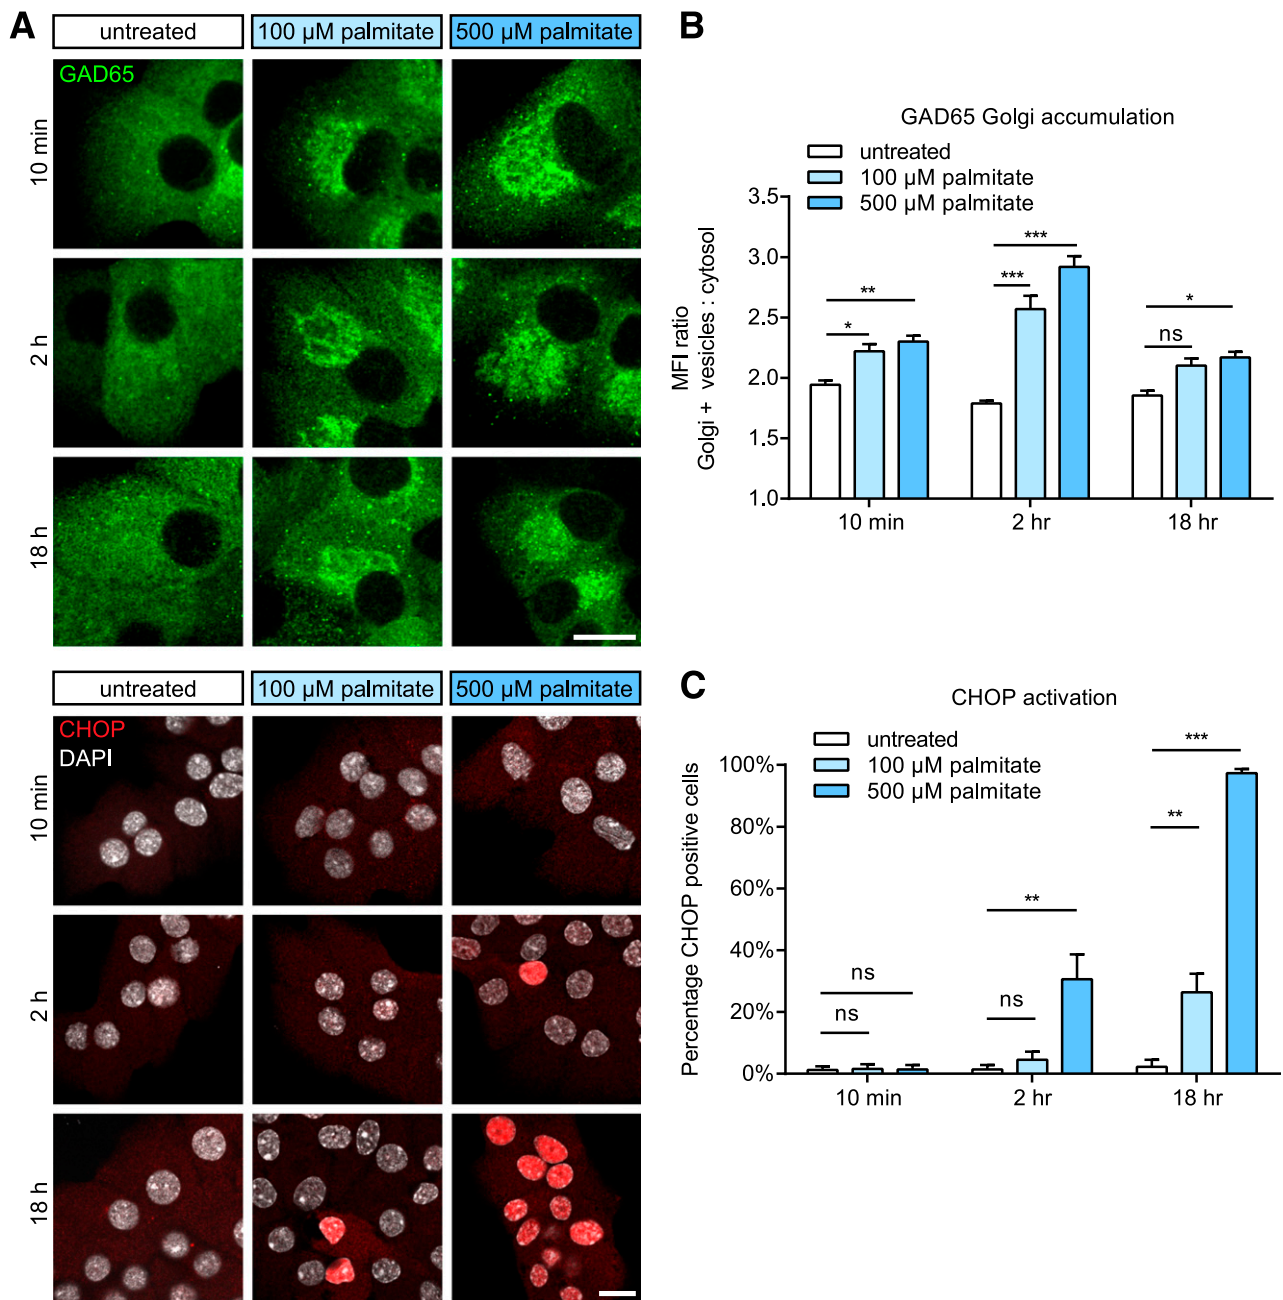 A
untreated
100 µM palmitate
500 µM palmitate
GAD65
10 min
2 h
18 h
untreated
100 µM palmitate
500 µM palmitate
CHOP
DAPI
10 min
2 h
18 h
B
GAD65 Golgi accumulation
untreated
100 µM palmitate
500 µM palmitate
MFI ratio
Golgi + vesicles : cytosol
3.5
3.0
2.5
2.0
1.5
1.0
*
**
***
***
ns
*
10 min
2 hr
18 hr
C
CHOP activation
untreated
100 µM palmitate
500 µM palmitate
Percentage CHOP positive cells
100%
80%
60%
40%
20%
0%
ns
ns
ns
**
**
***
10 min
2 hr
18 hr